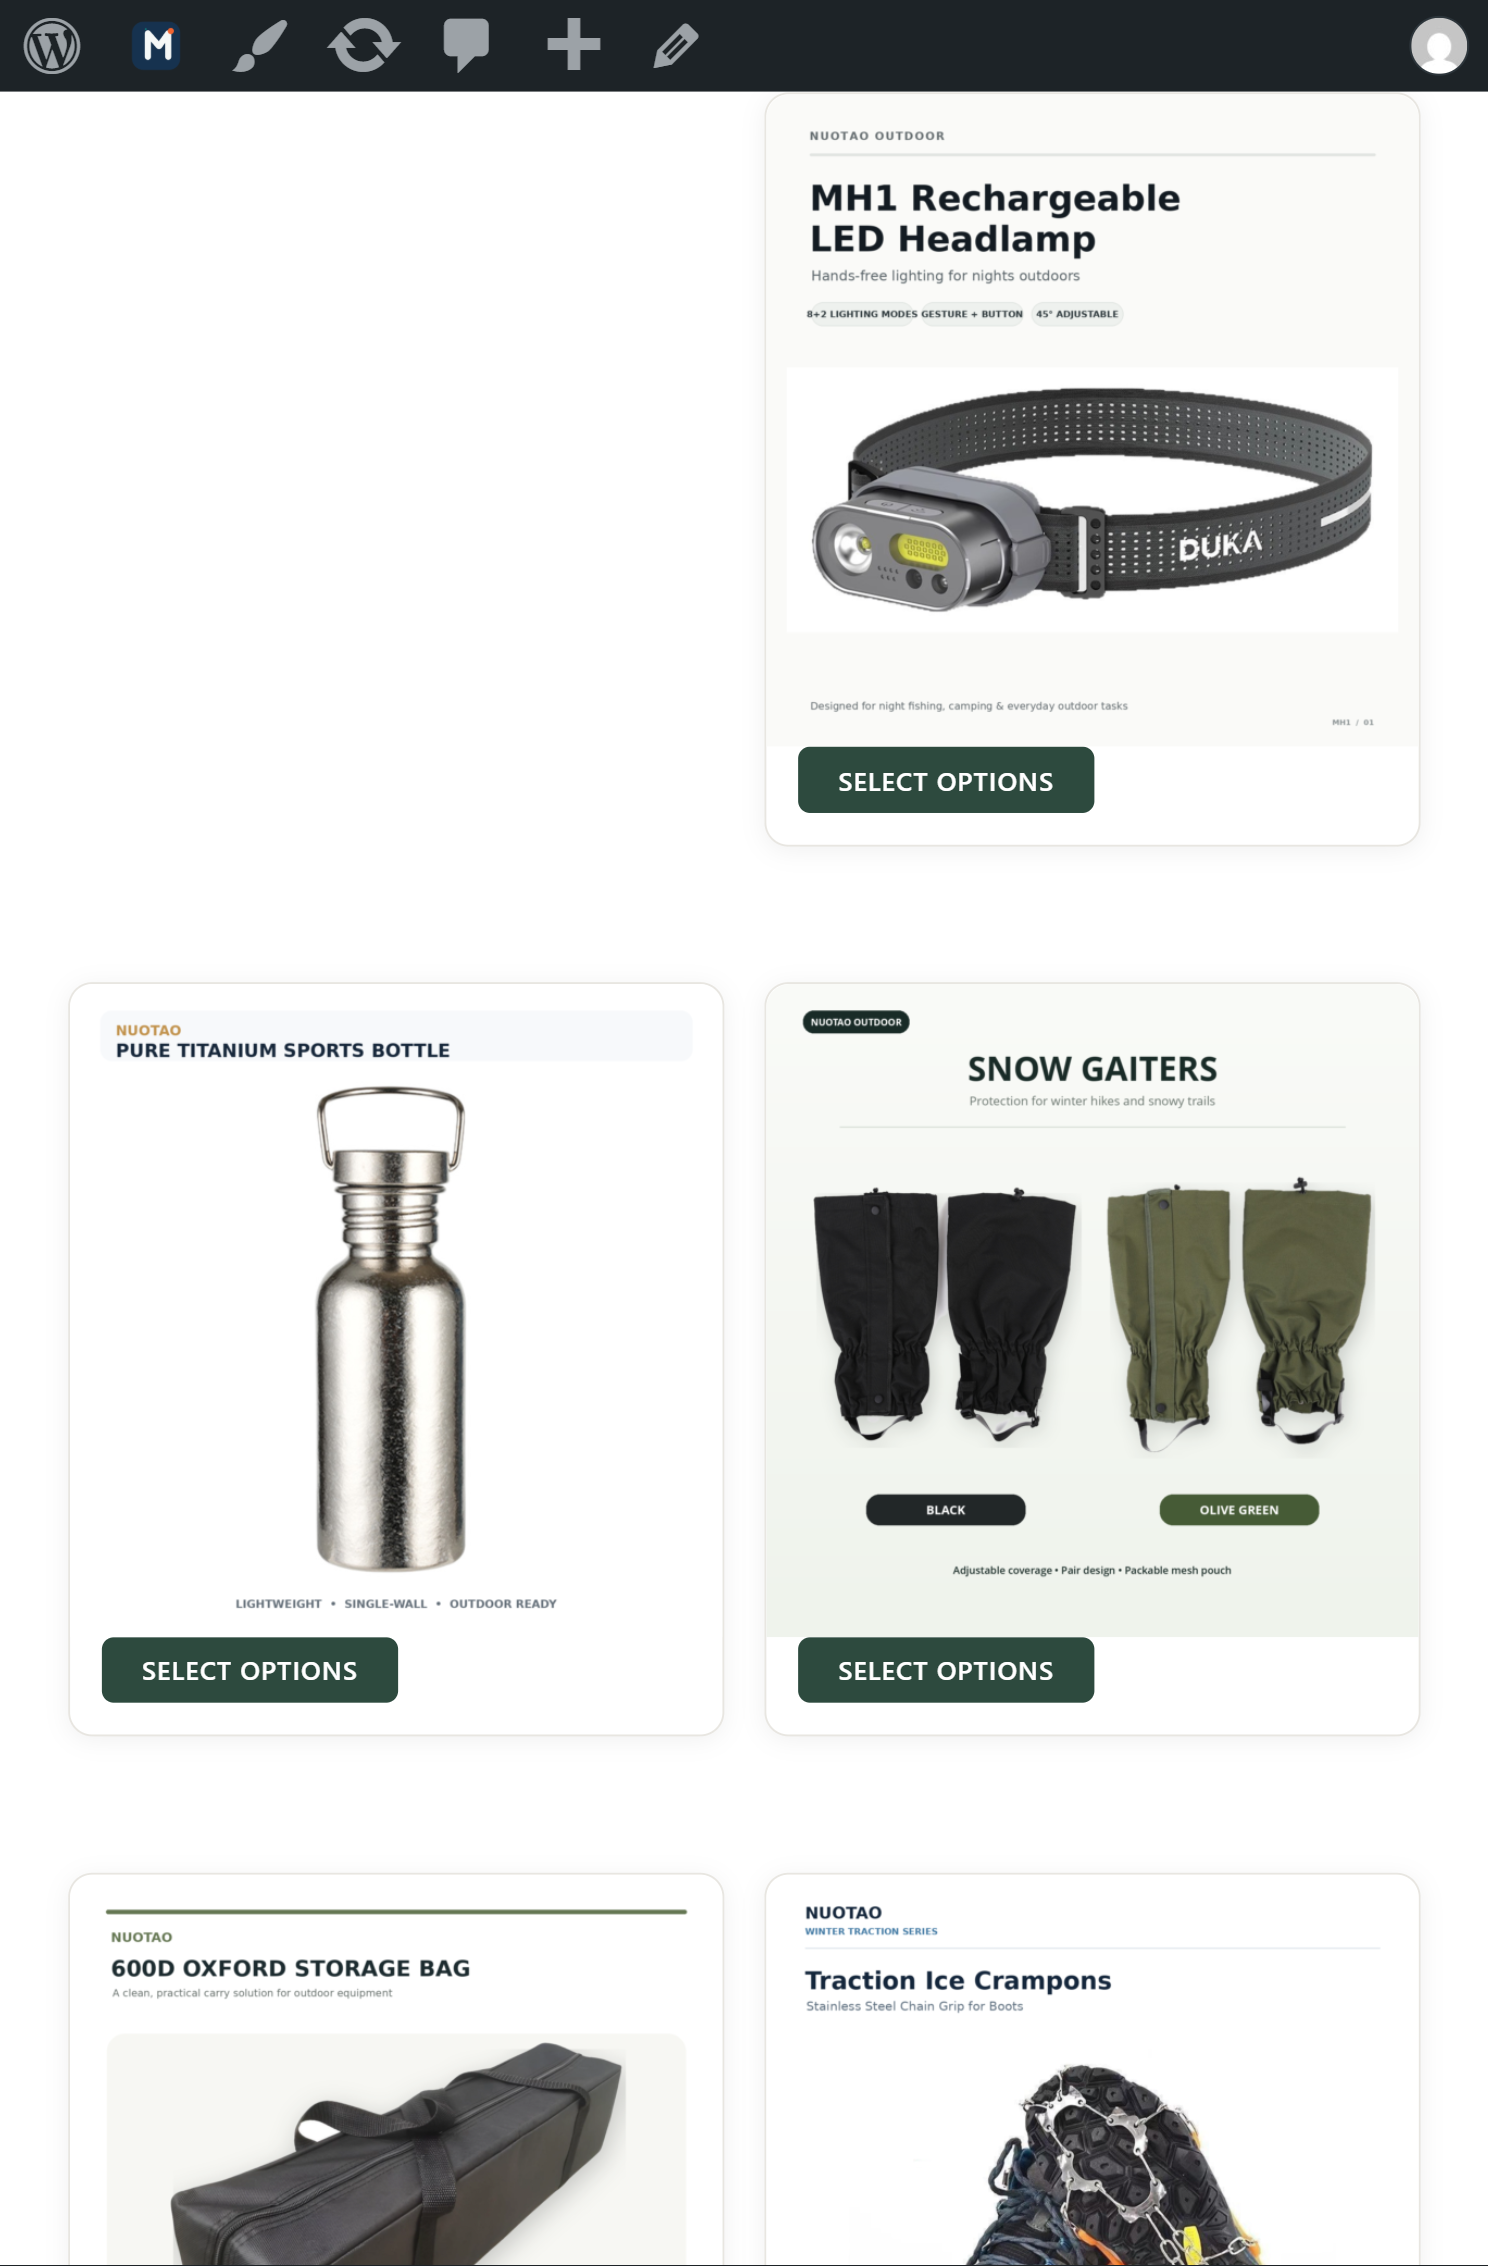 NUOTAO OUTDOOR
MH1 Rechargeable
LED Headlamp
Hands-free lighting for nights outdoors
8+2 LIGHTING MODES GESTURE + BUTTON 45° ADJUSTABLE
DUKA
Designed for night fishing, camping & everyday outdoor tasks
MH1 / 01
SELECT OPTIONS
NUOTAO
PURE TITANIUM SPORTS BOTTLE
LIGHTWEIGHT • SINGLE-WALL • OUTDOOR READY
SELECT OPTIONS
NUOTAO OUTDOOR
SNOW GAITERS
Protection for winter hikes and snowy trails
BLACK
OLIVE GREEN
Adjustable coverage • Pair design • Packable mesh pouch
SELECT OPTIONS
NUOTAO
600D OXFORD STORAGE BAG
A clean, practical carry solution for outdoor equipment
NUOTAO
WINTER TRACTION SERIES
Traction Ice Crampons
Stainless Steel Chain Grip for Boots